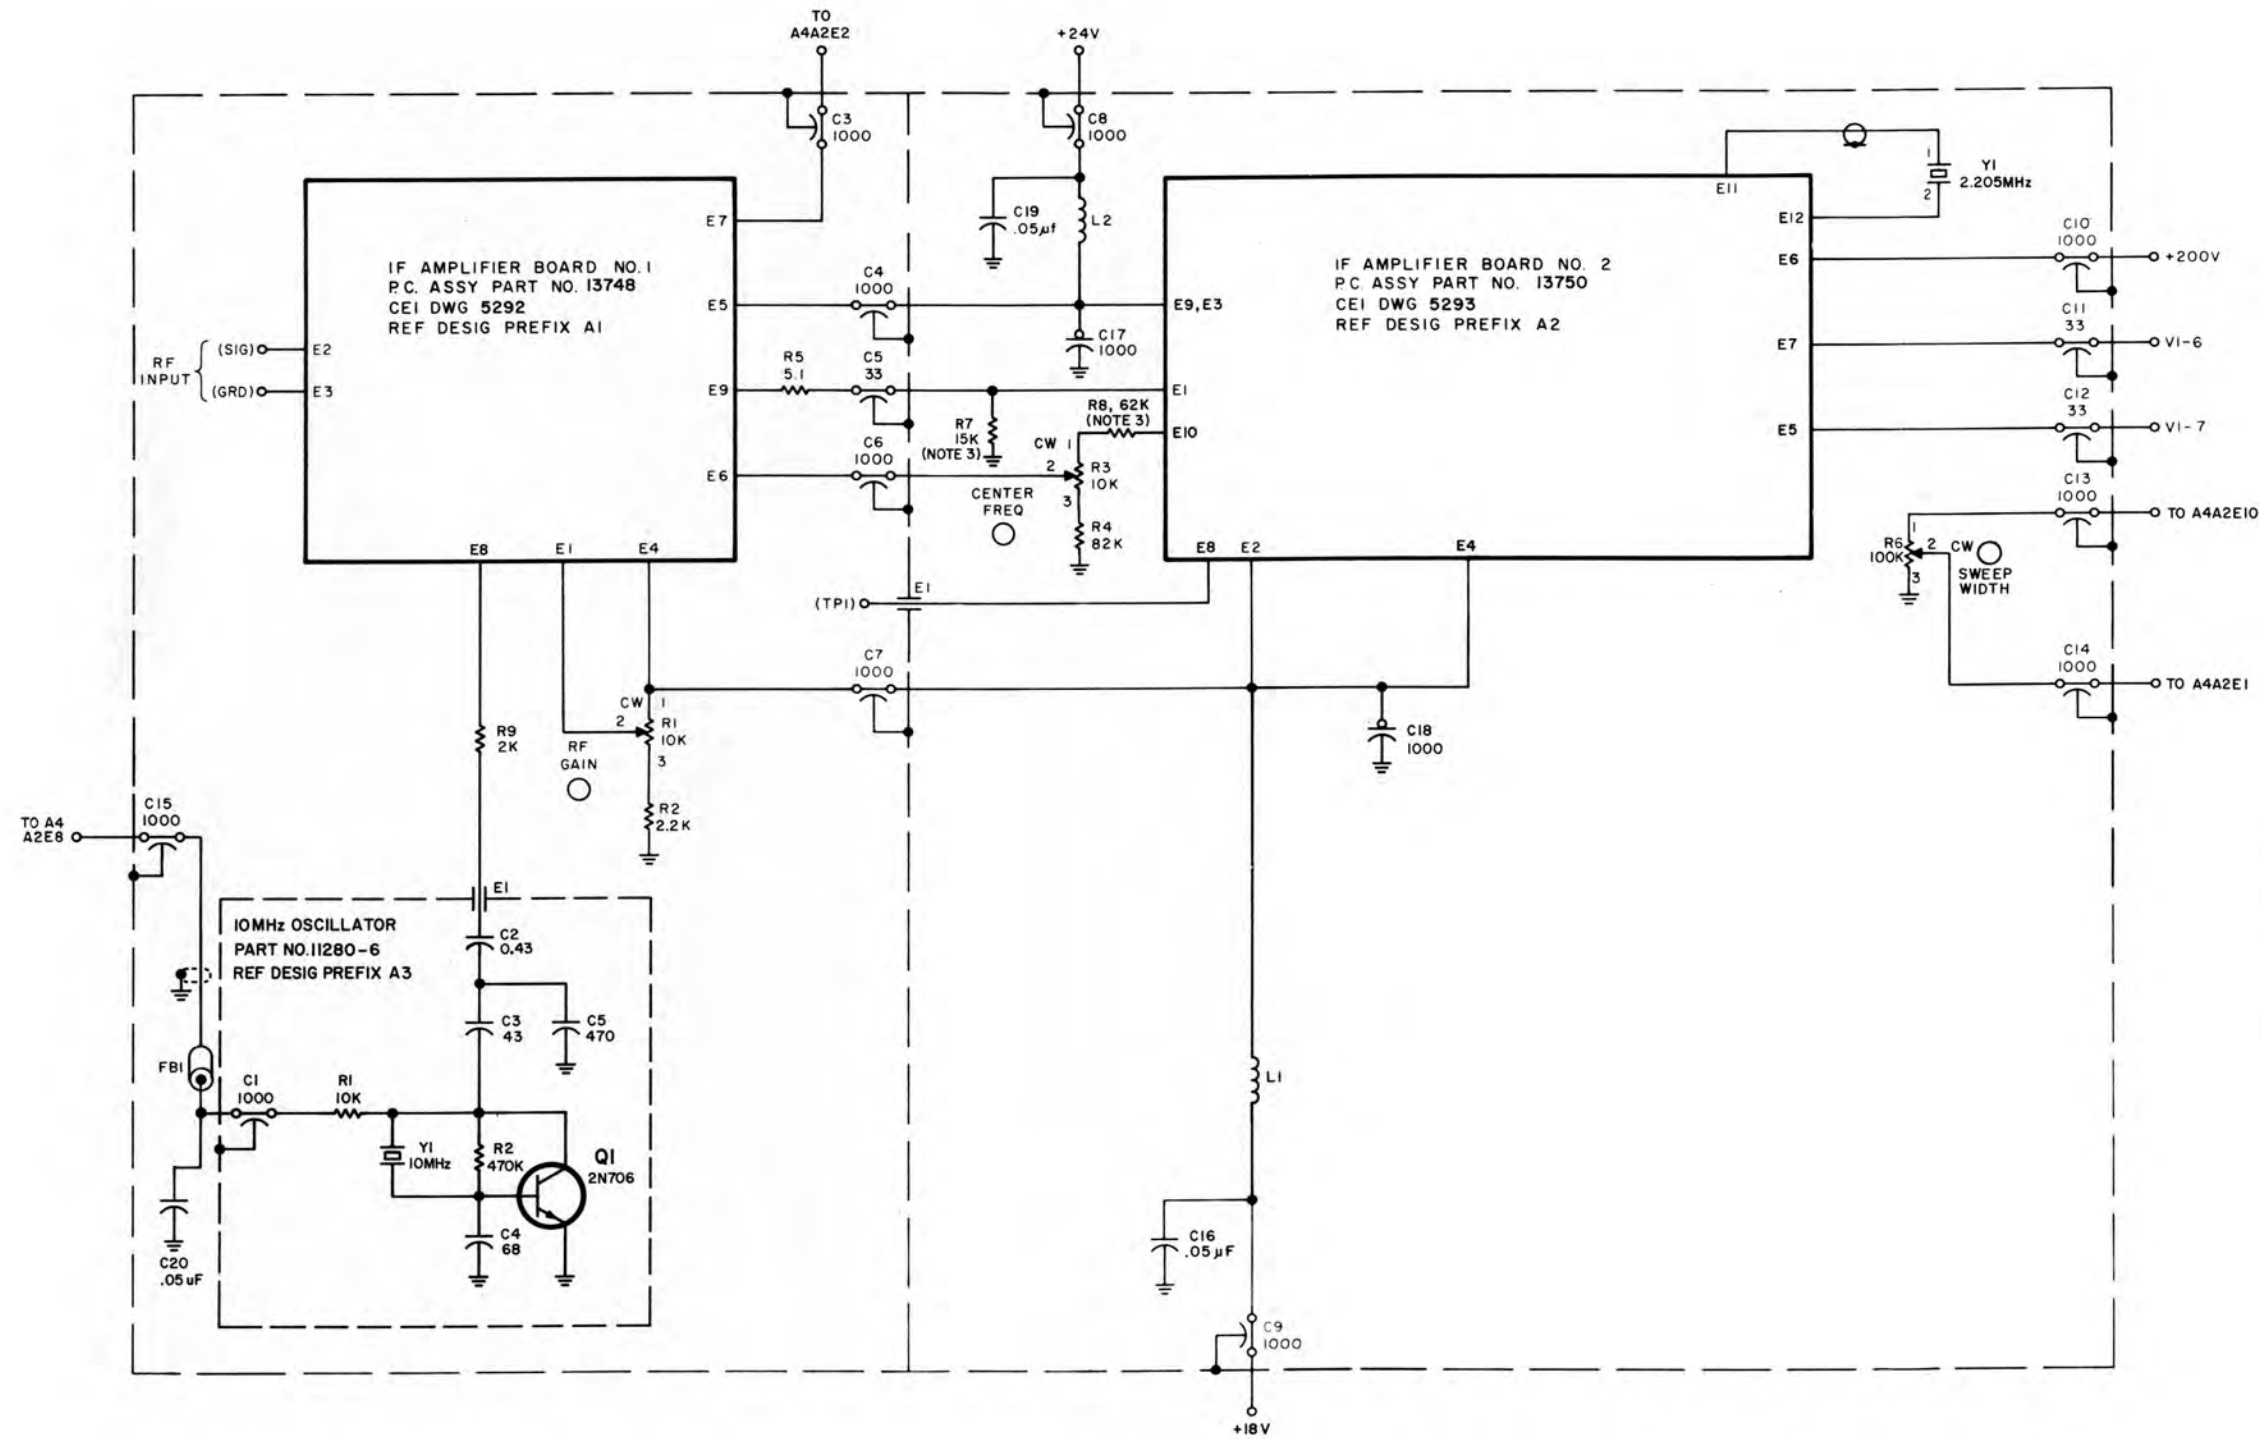 TO
A4A2E2
+24V
C3
1000
C8
1000
E11
1
Y1
2.205MHz
2
E12
C19
.05µf
L2
E7
IF AMPLIFIER BOARD NO. 1
P.C. ASSY PART NO. 13748
CEI DWG 5292
REF DESIG PREFIX A1
IF AMPLIFIER BOARD NO. 2
P.C. ASSY PART NO. 13750
CEI DWG 5293
REF DESIG PREFIX A2
C10
1000
E6
+200V
C4
1000
E5
E9, E3
C11
33
E7
V1-6
C17
1000
RF
INPUT
(SIG)
E2
(GRD)
E3
R5
5.1
C5
33
E9
E1
R8, 62K
(NOTE 3)
E10
R7
15K
(NOTE 3)
C12
33
E5
V1-7
C6
1000
E6
CW
1
2
R3
10K
3
CENTER
FREQ
R4
82K
C13
1000
TO A4A2E10
1
R6
100K
2
CW
3
SWEEP
WIDTH
E8
E1
E4
E8
E2
E4
(TP1)
E1
C14
1000
TO A4A2E1
C7
1000
CW
1
2
R1
10K
3
RF
GAIN
R9
2K
R2
2.2K
C18
1000
C15
1000
TO A4
A2E8
E1
10MHz OSCILLATOR
PART NO.11280-6
REF DESIG PREFIX A3
C2
0.43
C3
43
C5
470
FB1
C1
1000
R1
10K
L1
Y1
10MHz
R2
470K
Q1
2N706
C4
68
C20
.05uF
C16
.05µF
C9
1000
+18V